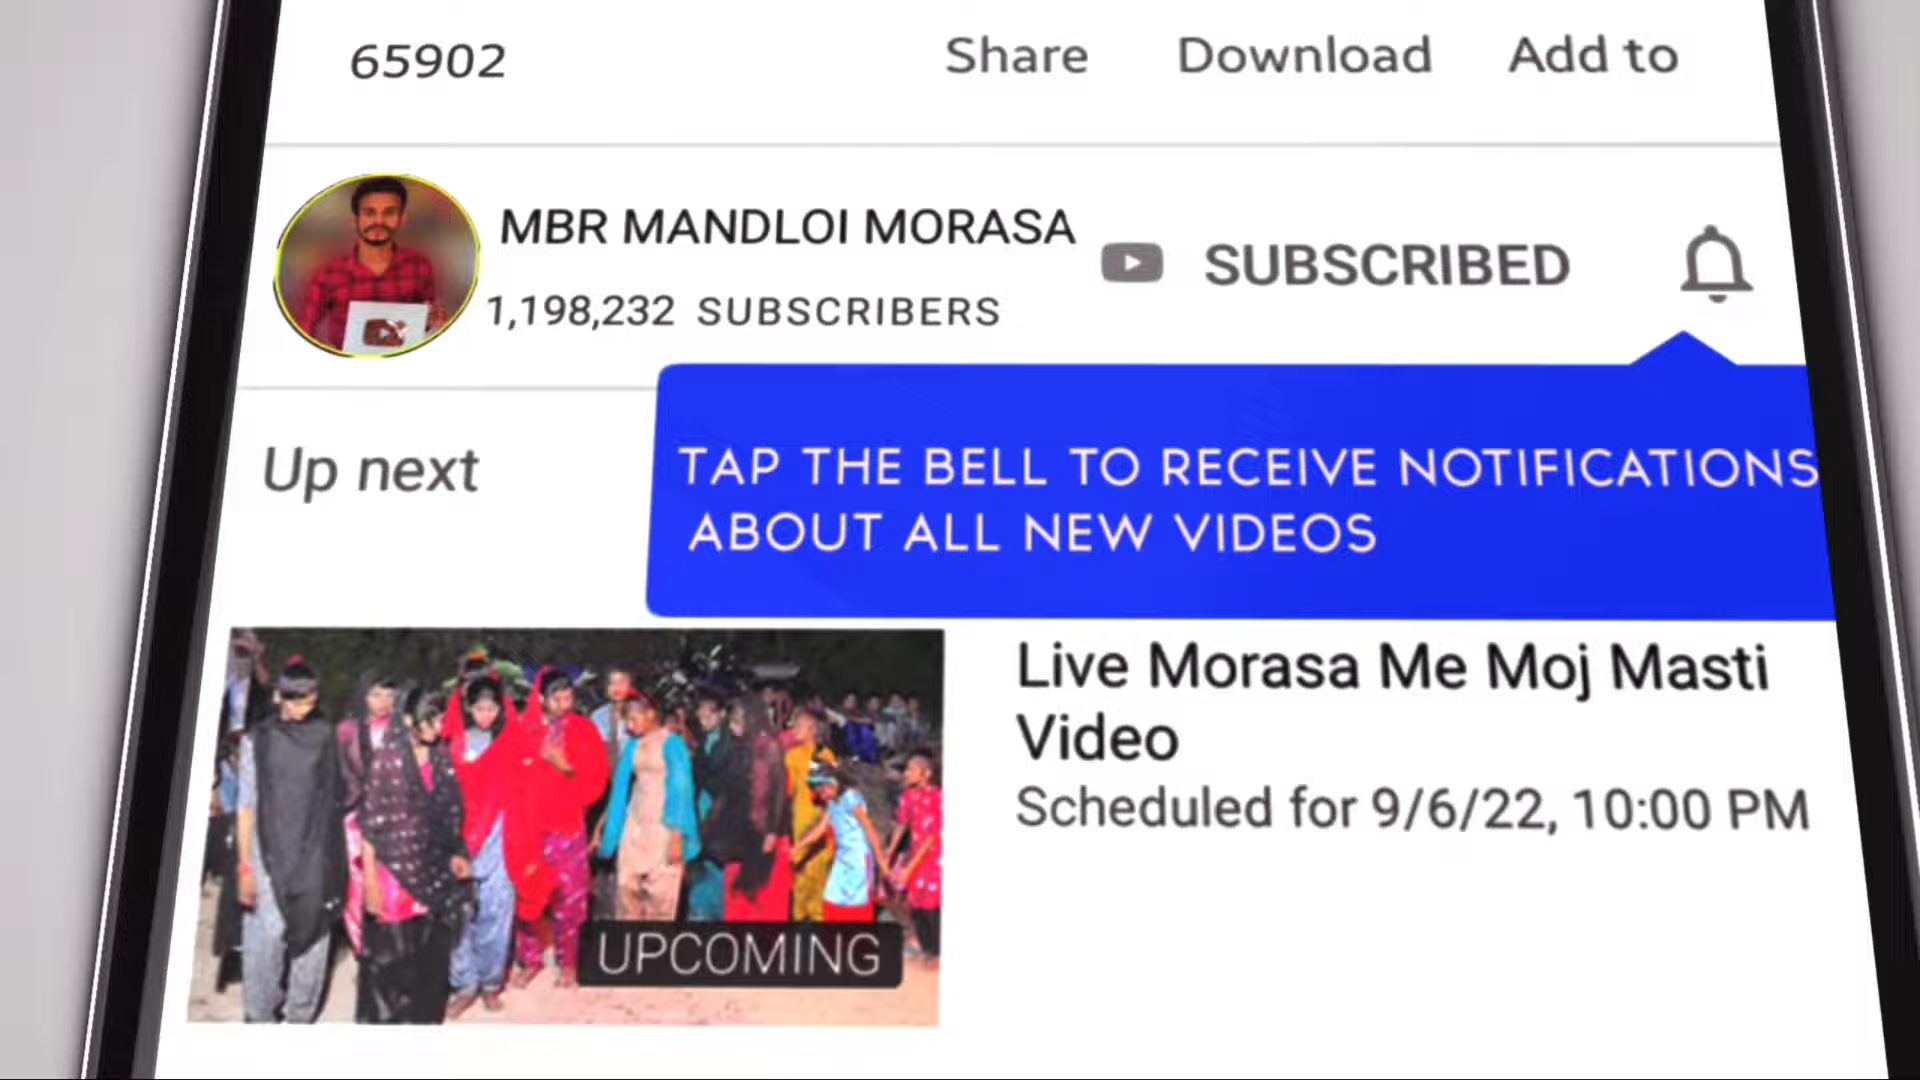 65902 Share Download Add to
MBR MANDLOI MORASA
SUBSCRIBED
1,198,232 SUBSCRIBERS
Up next
TAP THE BELL TO RECEIVE NOTIFICATIONS
ABOUT ALL NEW VIDEOS
Live Morasa Me Moj Masti
Video
Scheduled for 9/6/22, 10:00 PM
UPCOMING